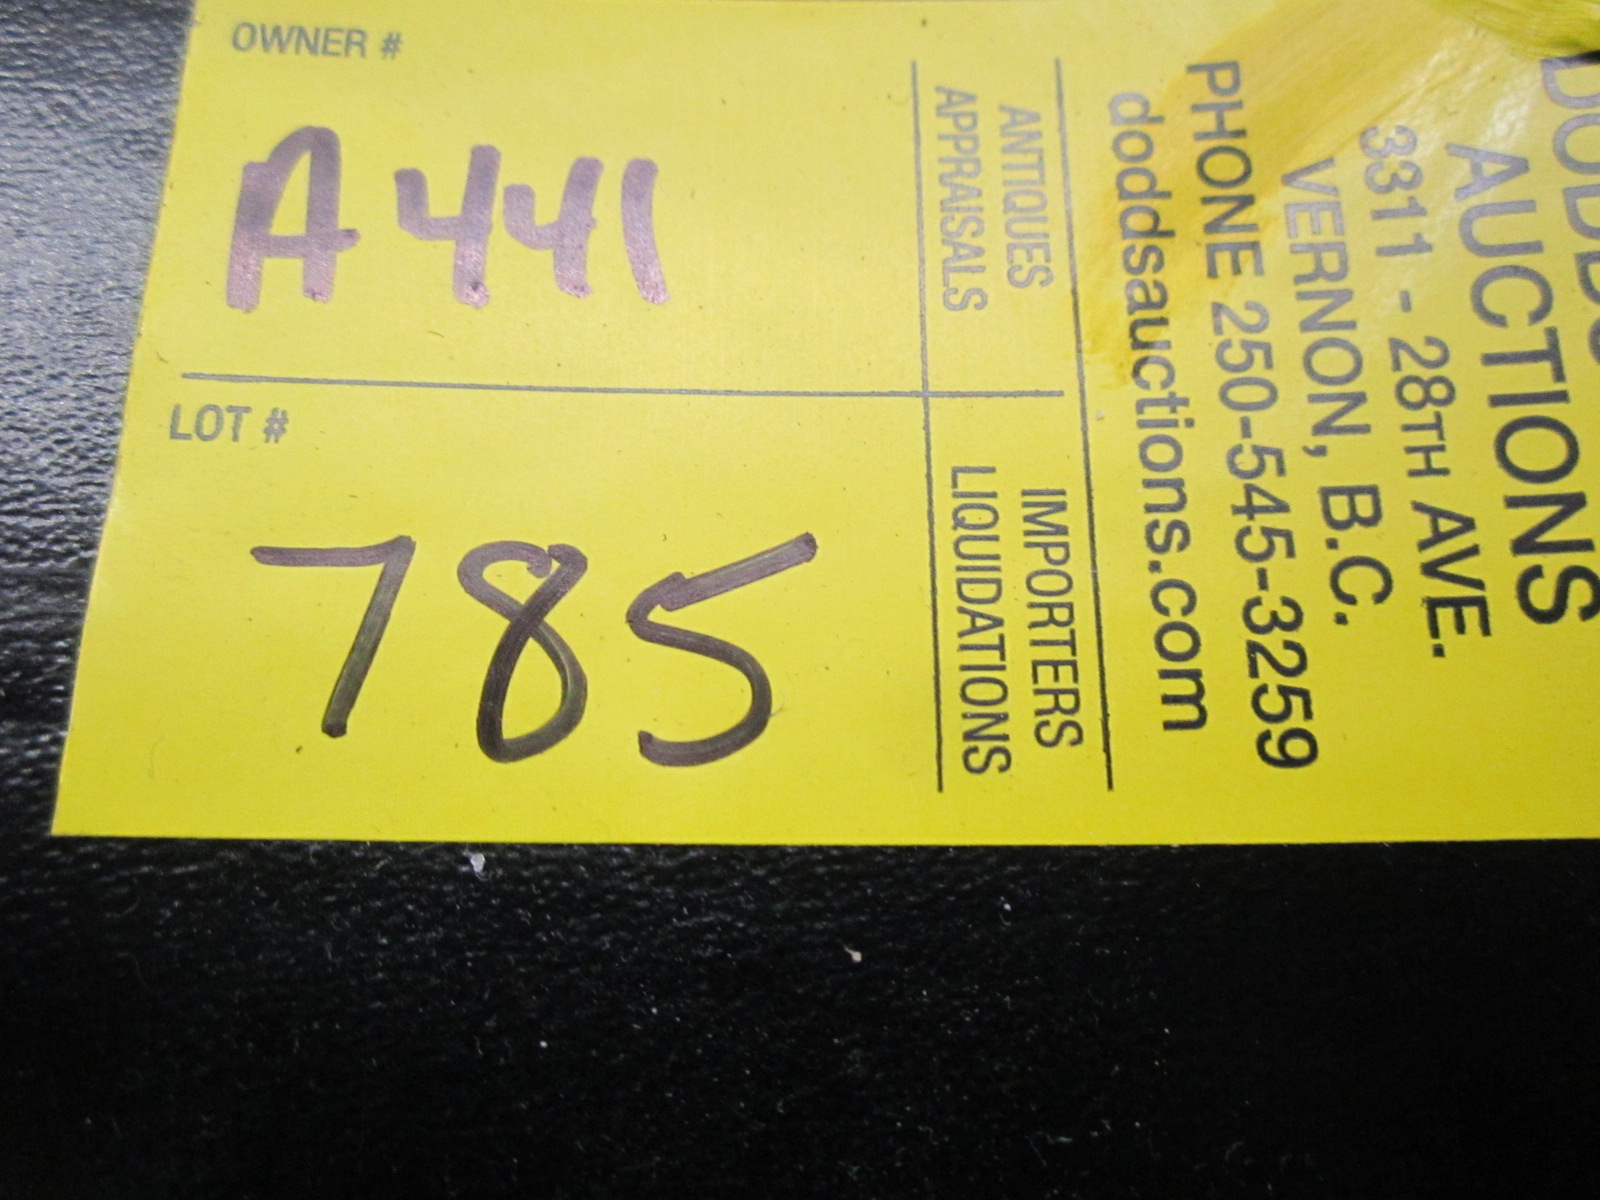 OWNER #
A441
LOT #
785
DODDS
AUCTIONS
3311 - 28TH AVE.
VERNON, B.C.
PHONE 250-545-3259
doddsauctions.com
ANTIQUES IMPORTERS
APPRAISALS LIQUIDATIONS